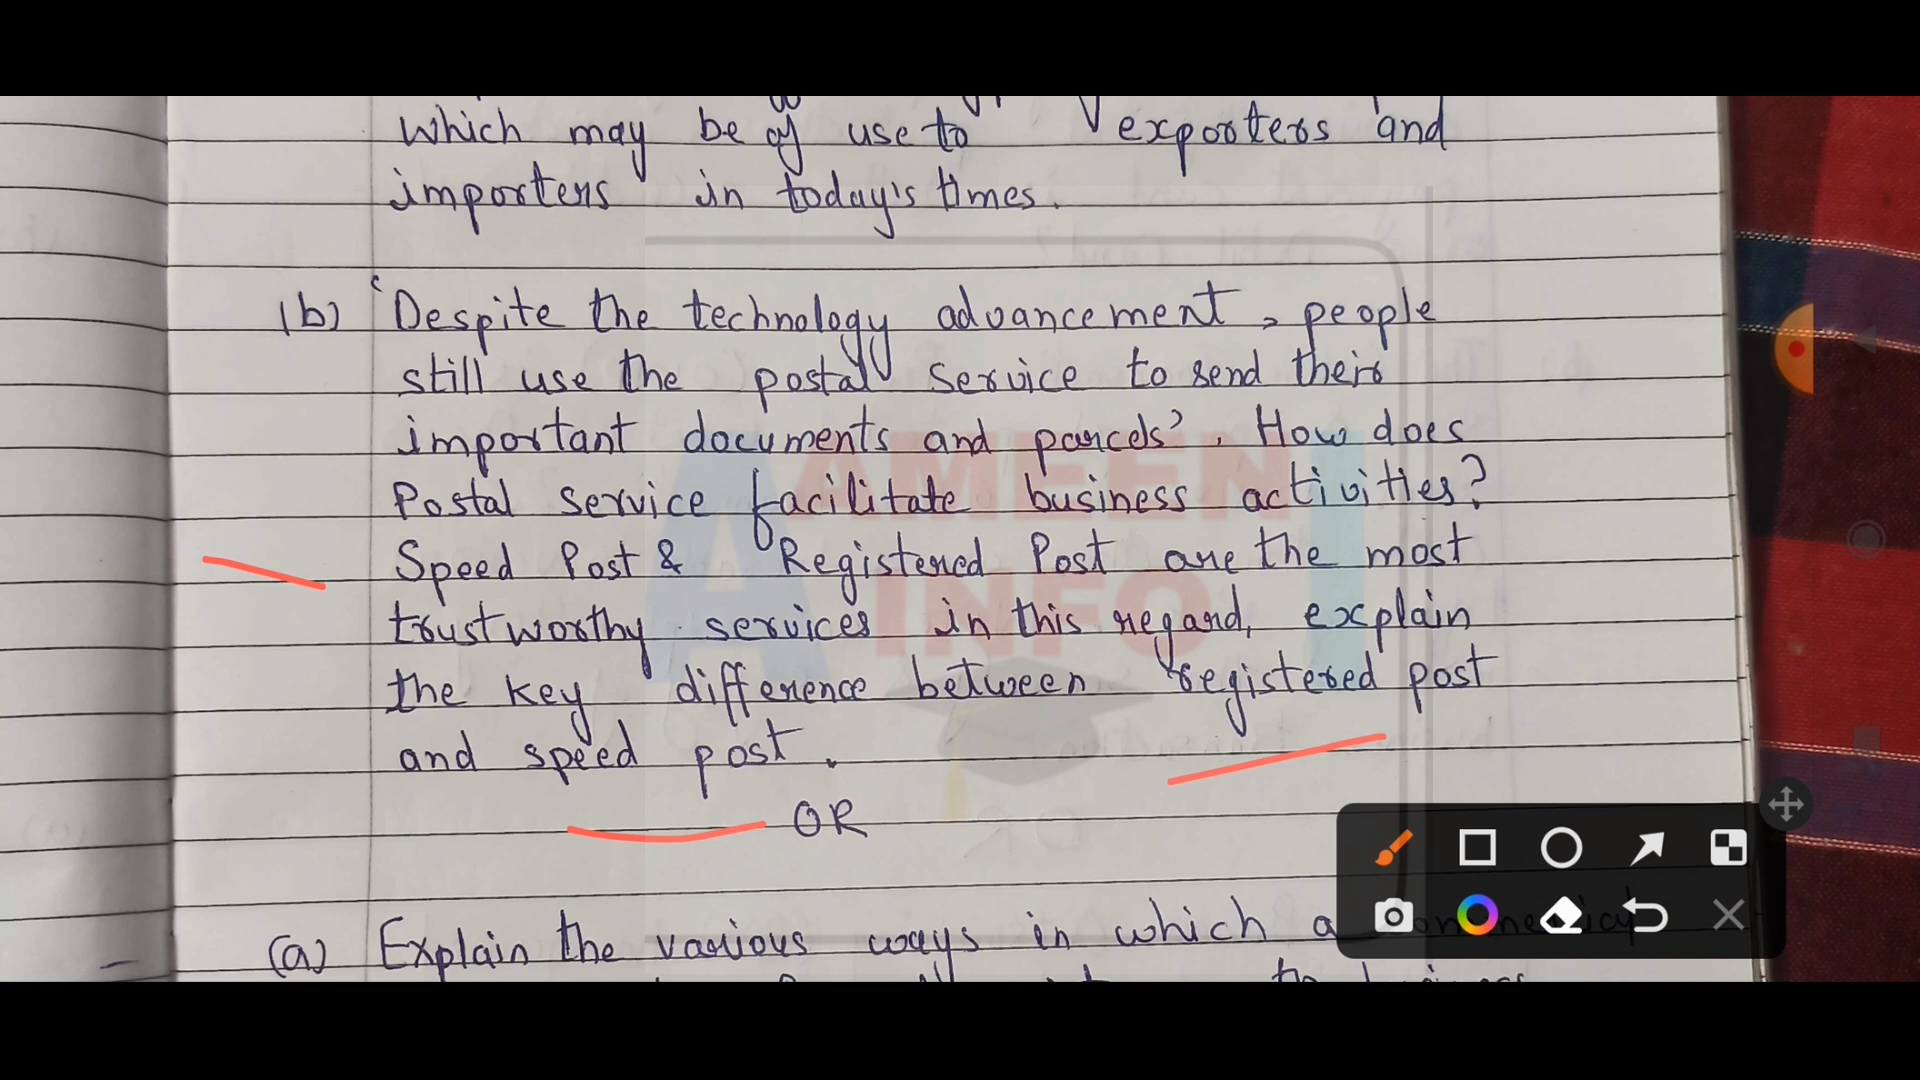 which may be of use to exporters and
importers in today's times.
(b) 'Despite the technology advancement, people
still use the postal service to send their
important documents and parcels'. How does
Postal service facilitate business activities?
Speed Post & Registered Post are the most
trustworthy services in this regard, explain
the key difference between registered post
and speed post.
OR
(a) Explain the various ways in which a
AMEEN
INFO